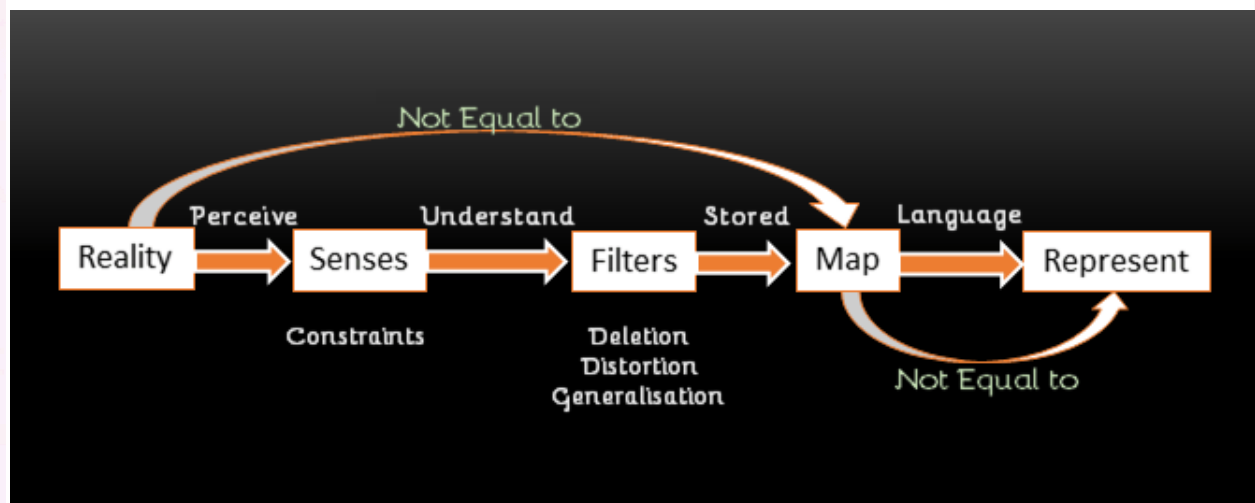 Not Equal to
Perceive
Understand
Stored
Language
Reality
Senses
Filters
Map
Represent
Constraints
Deletion
Distortion
Generalisation
Not Equal to